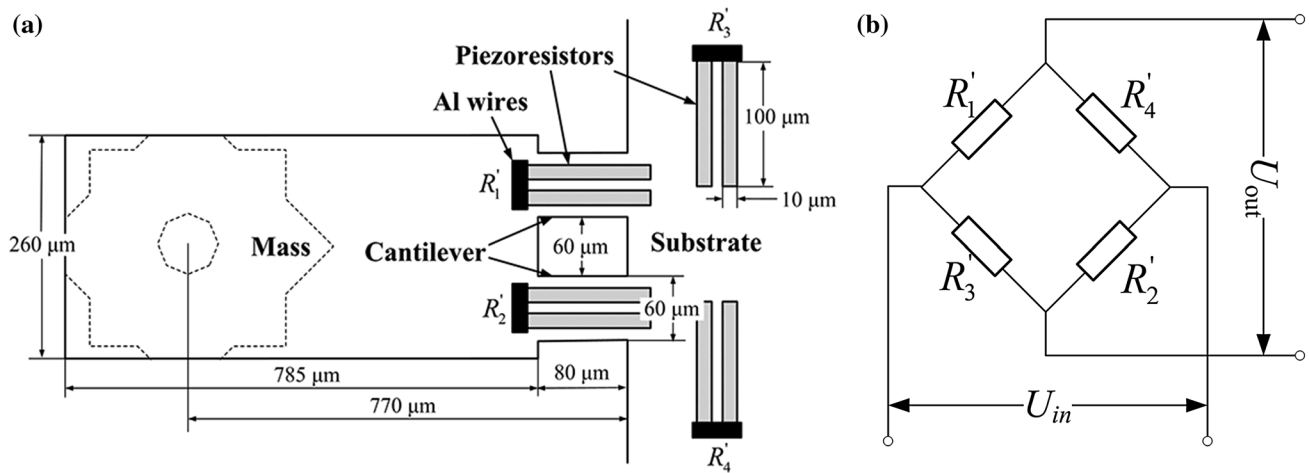 (a)
R'3
Piezoresistors
Al wires
100 μm
R'1
10 μm
260 μm
Mass
Cantilever
60 μm
Substrate
R'2
60 μm
785 μm
80 μm
770 μm
R'4
(b)
R'1
R'4
Uout
R'3
R'2
Uin